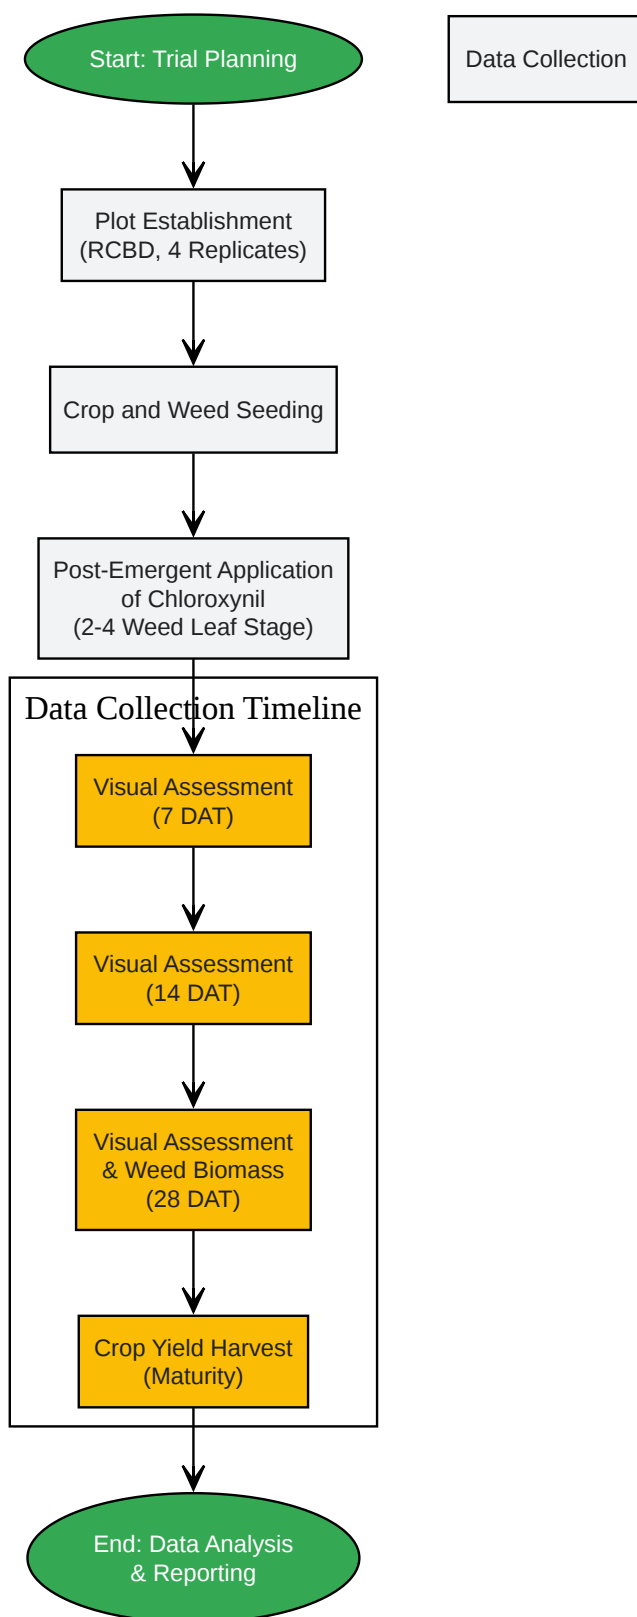 Start: Trial Planning
Data Collection
Plot Establishment
(RCBD, 4 Replicates)
Crop and Weed Seeding
Post-Emergent Application
of Chloroxynil
(2-4 Weed Leaf Stage)
Data Collection Timeline
Visual Assessment
(7 DAT)
Visual Assessment
(14 DAT)
Visual Assessment
& Weed Biomass
(28 DAT)
Crop Yield Harvest
(Maturity)
End: Data Analysis
& Reporting